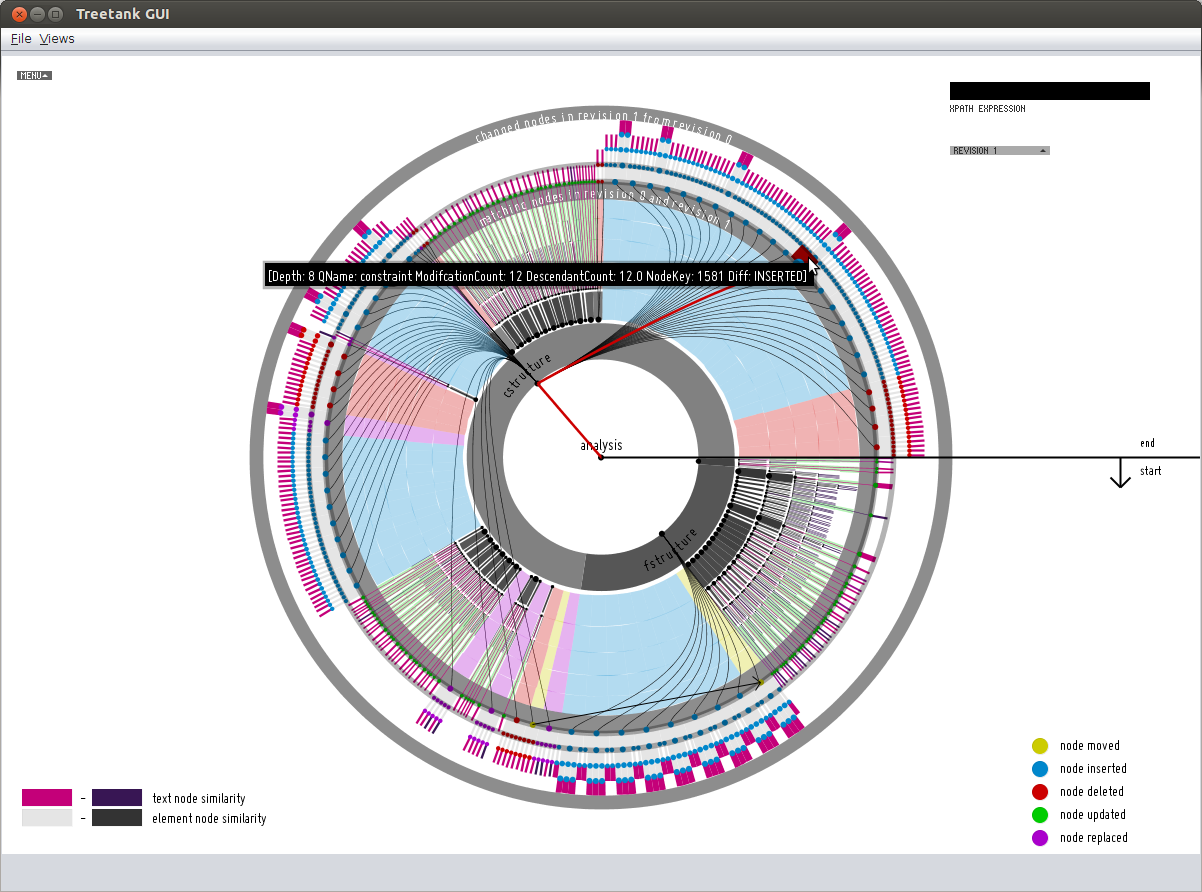 Treetank GUI
File Views
MENU
XPATH EXPRESSION
REVISION 1
changed nodes in revision 1 from revision 0
matching nodes in revision 0 and revision 1
[Depth: 8 QName: constraint ModifcationCount: 12 DescendantCount: 12.0 NodeKey: 1581 Diff: INSERTED]
cstructure
analysis
end
start
fstructure
node moved
node inserted
node deleted
node updated
node replaced
- text node similarity
- element node similarity